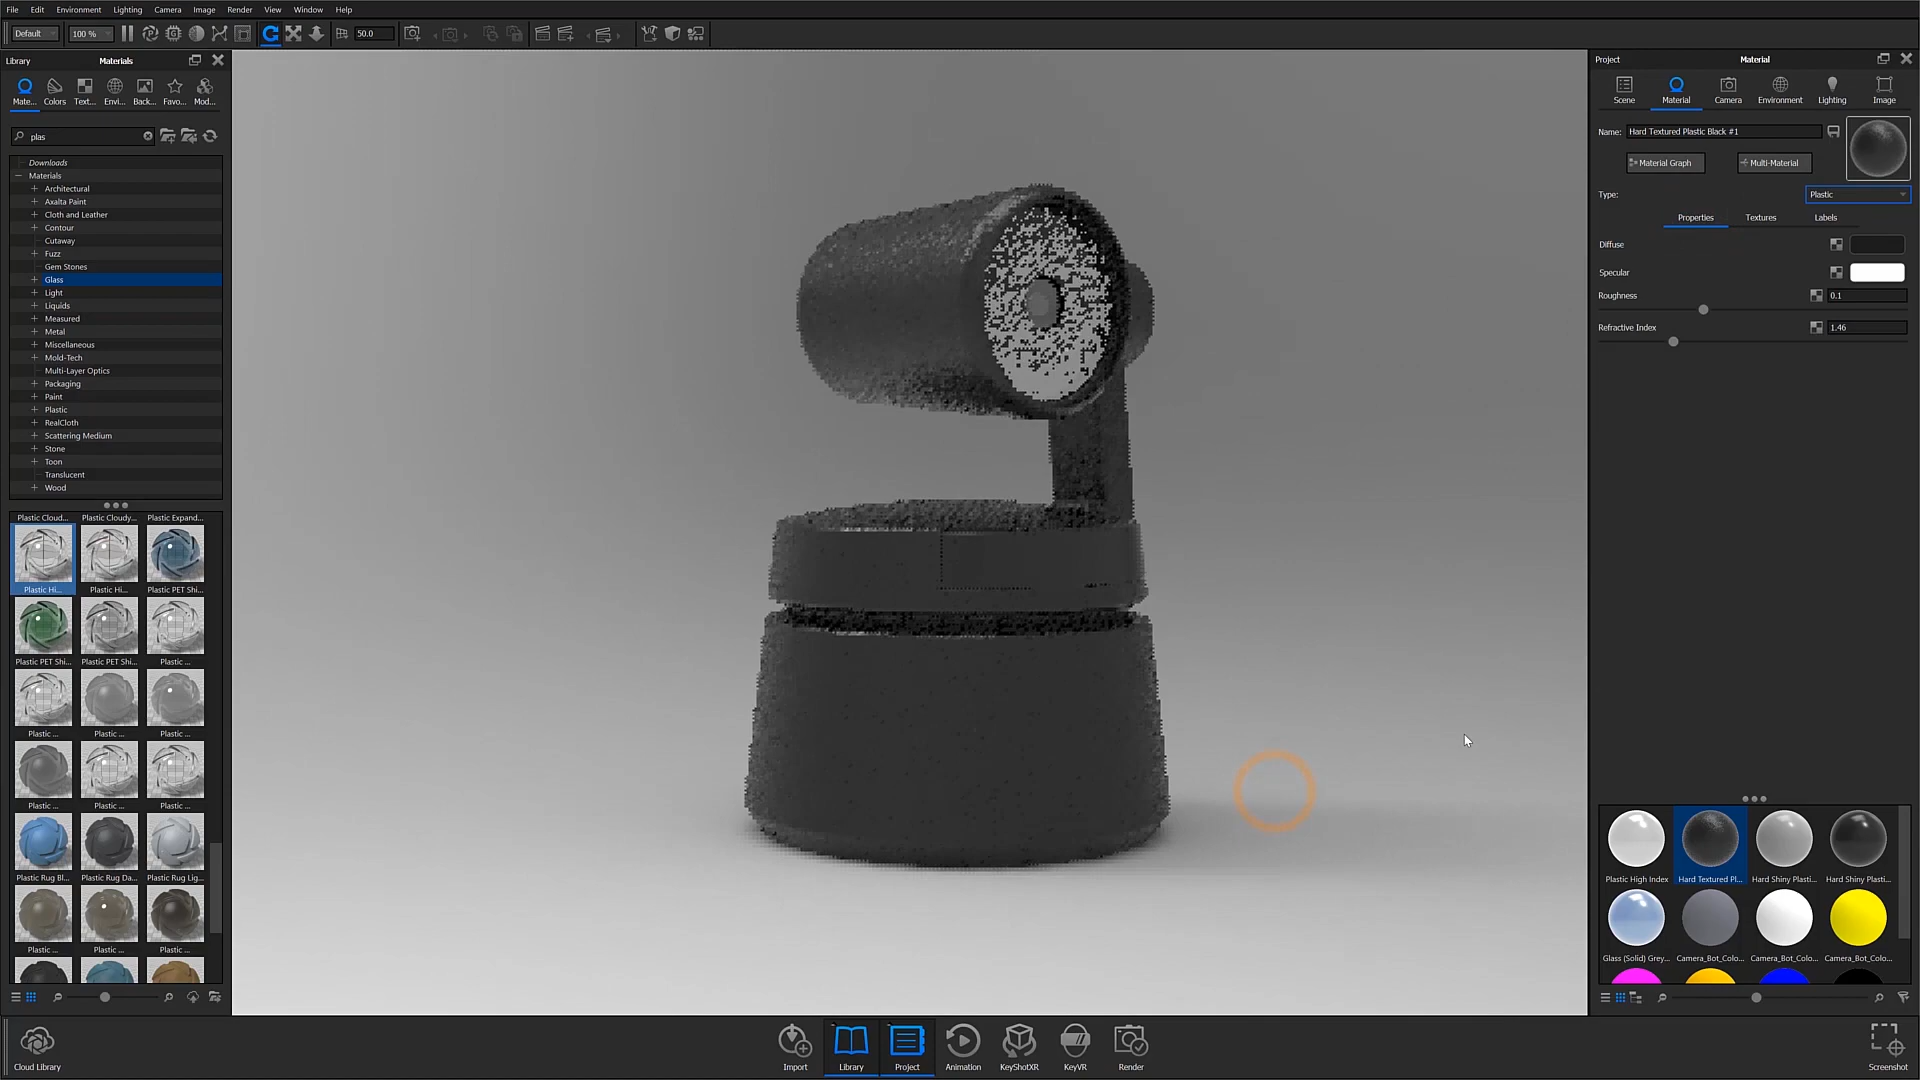 File Edit Environment Lighting Camera Image Render View Window Help
Default 100 % 50.0
Library Materials
Mate... Colors Text... Envi... Back... Favo... Mod...
plas
Downloads
Materials
Architectural
Axalta Paint
Cloth and Leather
Contour
Cutaway
Fuzz
Gem Stones
Glass
Light
Liquids
Measured
Metal
Miscellaneous
Mold-Tech
Multi-Layer Optics
Packaging
Paint
Plastic
RealCloth
Scattering Medium
Stone
Toon
Translucent
Wood
Plastic Cloud... Plastic Cloudy... Plastic Expand...
Plastic Hi... Plastic Hi... Plastic PET Shi...
Plastic PET Shi... Plastic PET Shi... Plastic ...
Plastic ... Plastic ... Plastic ...
Plastic ... Plastic ... Plastic ...
Plastic Rug Bl... Plastic Rug Da... Plastic Rug Lig...
Plastic ... Plastic ... Plastic ...
Project Material
Scene Material Camera Environment Lighting Image
Name: Hard Textured Plastic Black #1
Material Graph Multi-Material
Type: Plastic
Properties Textures Labels
Diffuse
Specular
Roughness 0.1
Refractive Index 1.46
Plastic High Index Hard Textured Pl... Hard Shiny Plasti... Hard Shiny Plasti...
Glass (Solid) Grey... Camera_Bot_Colo... Camera_Bot_Colo... Camera_Bot_Colo...
Cloud Library Import Library Project Animation KeyShotXR KeyVR Render Screenshot